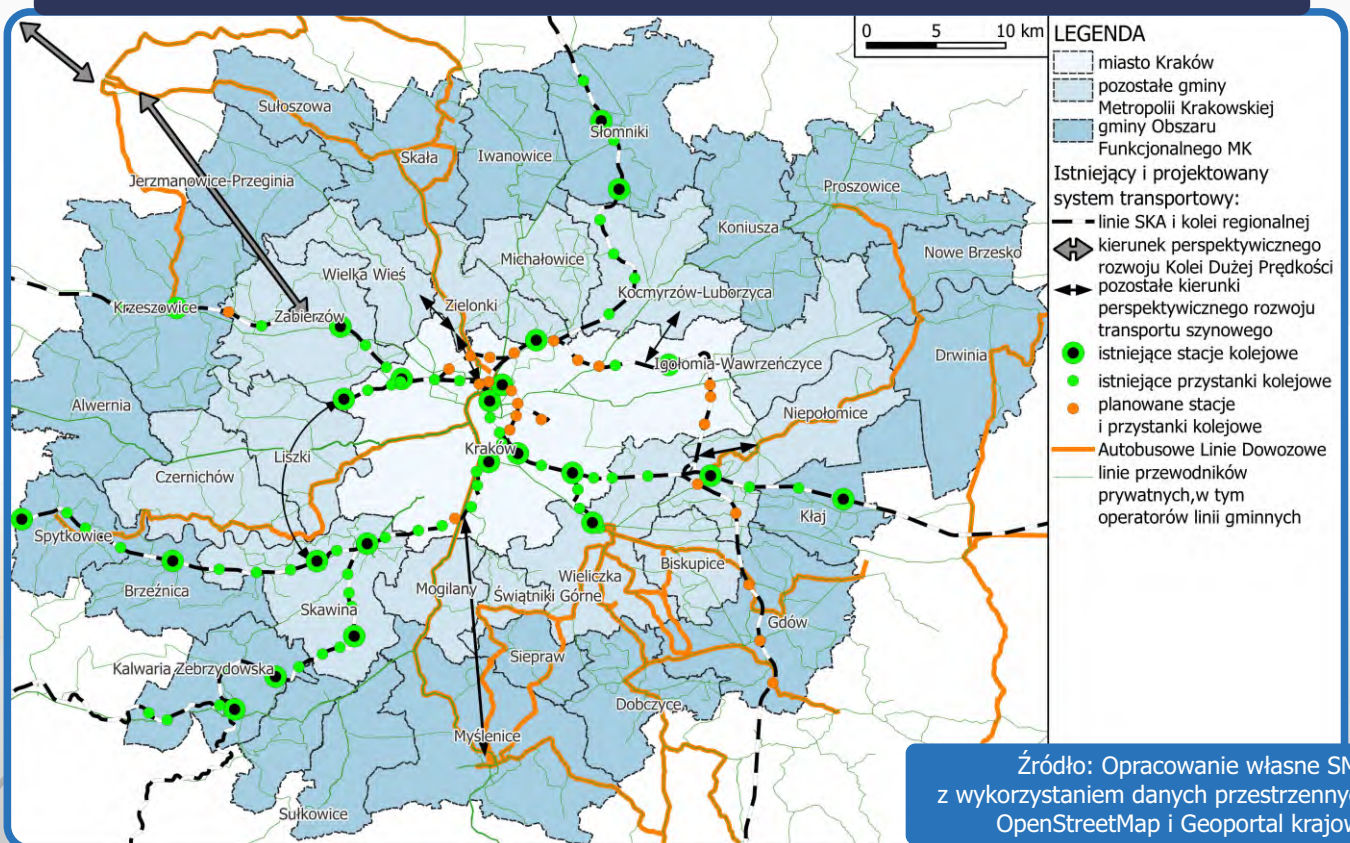 0 5 10 km
LEGENDA
miasto Kraków
pozostałe gminy
Metropolii Krakowskiej
gminy Obszaru
Funkcjonalnego MK
Istniejący i projektowany
system transportowy:
linie SKA i kolei regionalnej
kierunek perspektywicznego
rozwoju Kolei Dużej Prędkości
pozostałe kierunki
perspektywicznego rozwoju
transportu szynowego
istniejące stacje kolejowe
istniejące przystanki kolejowe
planowane stacje
i przystanki kolejowe
Autobusowe Linie Dowozowe
linie przewodników
prywatnych,w tym
operatorów linii gminnych
Sułoszowa
Słomniki
Skała
Iwanowice
Jerzmanowice-Przeginia
Proszowice
Koniusza
Nowe Brzesko
Michałowice
Wielka Wieś
Kocmyrzów-Luborzyca
Krzeszowice
Zielonki
Zabierzów
Drwinia
Igołomia-Wawrzeńczyce
Alwernia
Niepołomice
Kraków
Liszki
Czernichów
Kłaj
Spytkowice
Biskupice
Wieliczka
Brzeźnica
Mogilany
Świątniki Górne
Skawina
Gdów
Siepraw
Kalwaria Zebrzydowska
Dobczyce
Myślenice
Sułkowice
Źródło: Opracowanie własne SM
z wykorzystaniem danych przestrzenny
OpenStreetMap i Geoportal krajow